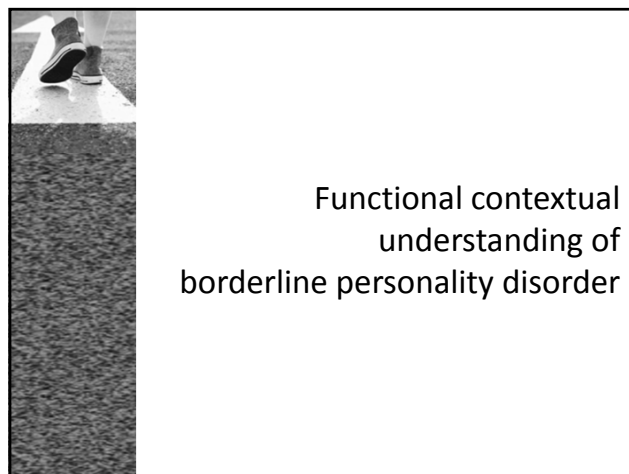 Functional contextual
understanding of
borderline personality disorder